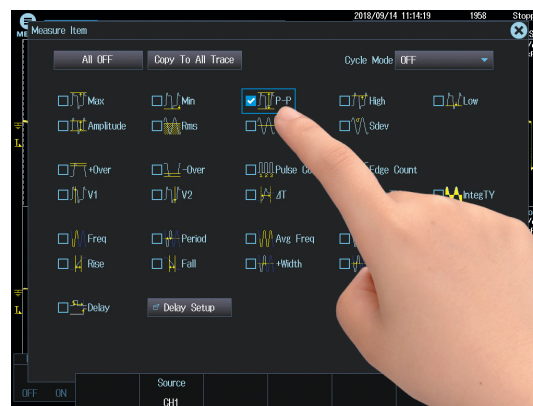 2018/09/14 11:14:19 1958 Stopp
ME
Measure Item
All OFF Copy To All Trace Cycle Mode OFF
Max Min P-P High Low
Amplitude Rms Sdev
+Over -Over Pulse Co Edge Count
V1 V2 ΔT IntegTY
Freq Period Avg Freq
Rise Fall +Width
Delay Delay Setup
OFF ON
Source
CH1